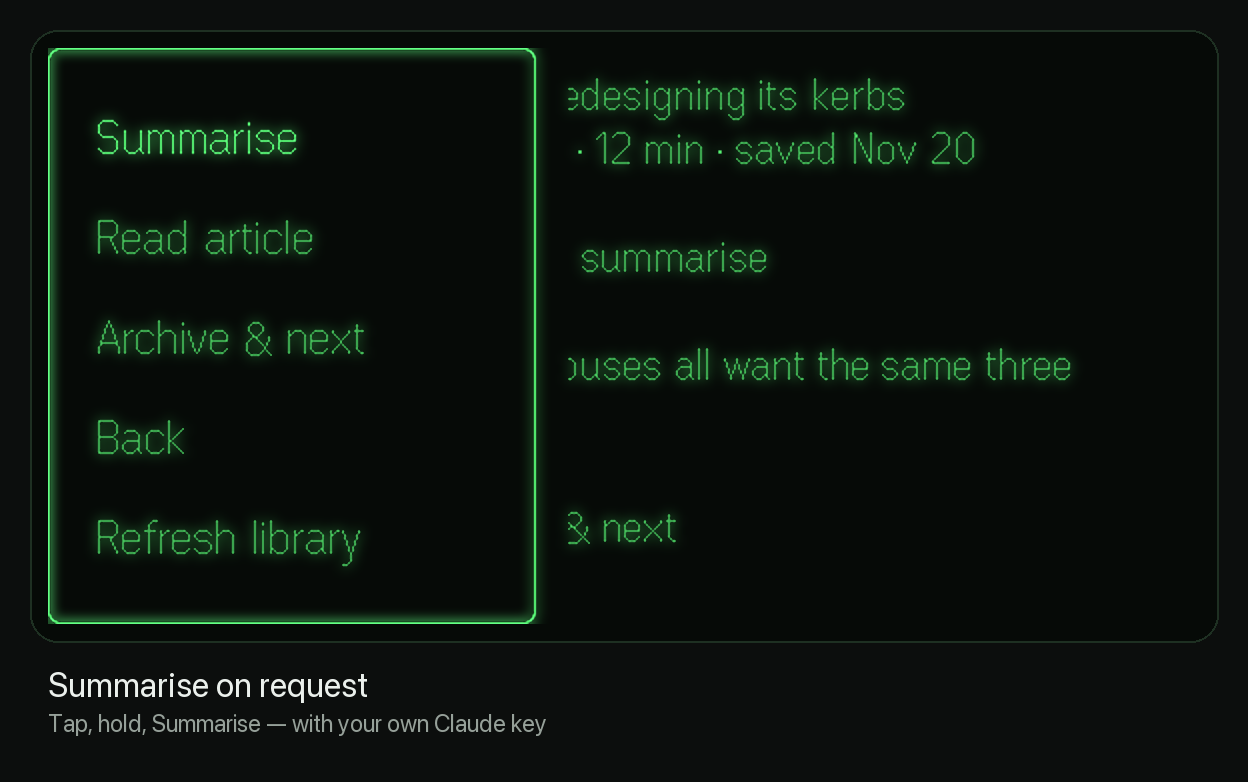 Summarise
Read article
Archive & next
Back
Refresh library
edesigning its kerbs
· 12 min · saved Nov 20
summarise
ouses all want the same three
& next
Summarise on request
Tap, hold, Summarise — with your own Claude key